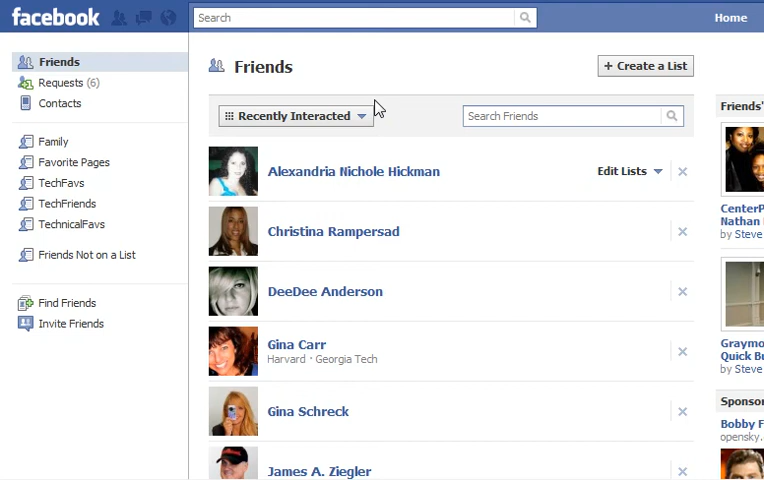 facebook
Search
Home
Friends
Requests (6)
Contacts
Family
Favorite Pages
TechFavs
TechFriends
TechnicalFavs
Friends Not on a List
Find Friends
Invite Friends
Friends
+ Create a List
Recently Interacted
Search Friends
Alexandria Nichole Hickman
Edit Lists
Christina Rampersad
DeeDee Anderson
Gina Carr
Harvard · Georgia Tech
Gina Schreck
James A. Ziegler
Friends'
CenterP
Nathan
by Steve
Graymo
Quick Bu
by Steve
Sponsor
Bobby F
opensky.